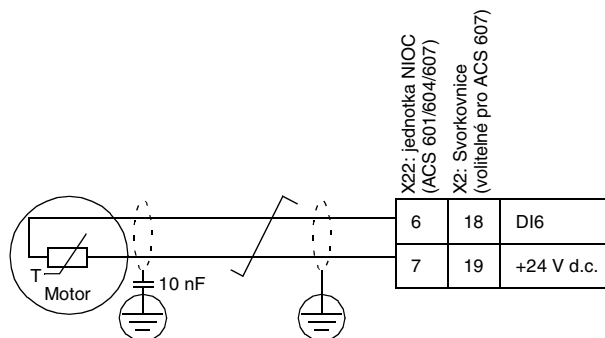 X22: jednotka NIOC
(ACS 601/604/607)
X2: Svorkovnice
(volitelné pro ACS 607)
6 18 DI6
7 19 +24 V d.c.
T
Motor
10 nF